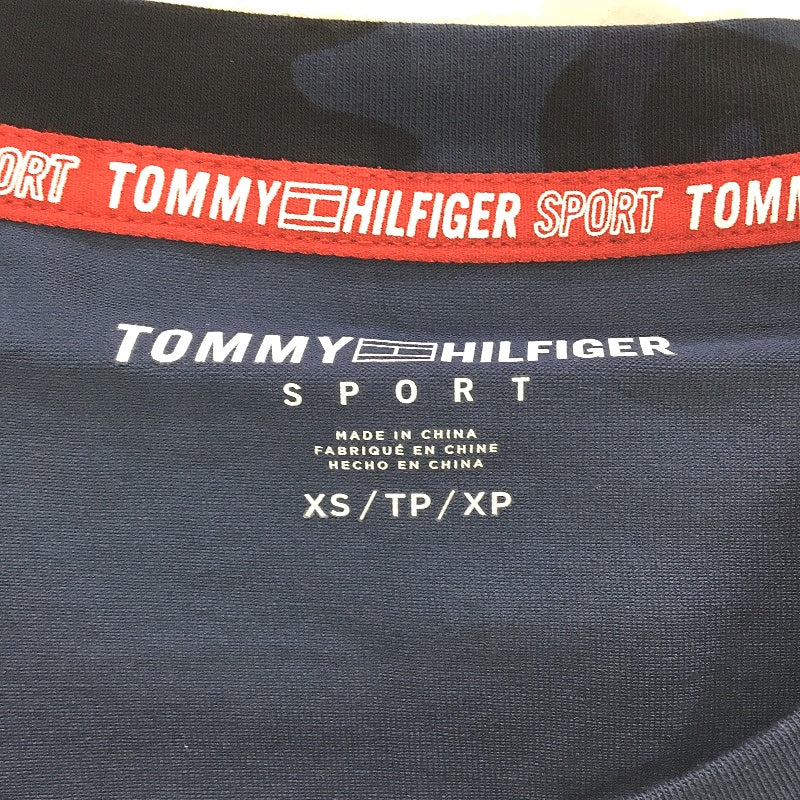 ORT TOMMY HILFIGER SPORT TOMM
TOMMY HILFIGER
SPORT
MADE IN CHINA
FABRIQUÉ EN CHINE
HECHO EN CHINA
XS/TP/XP